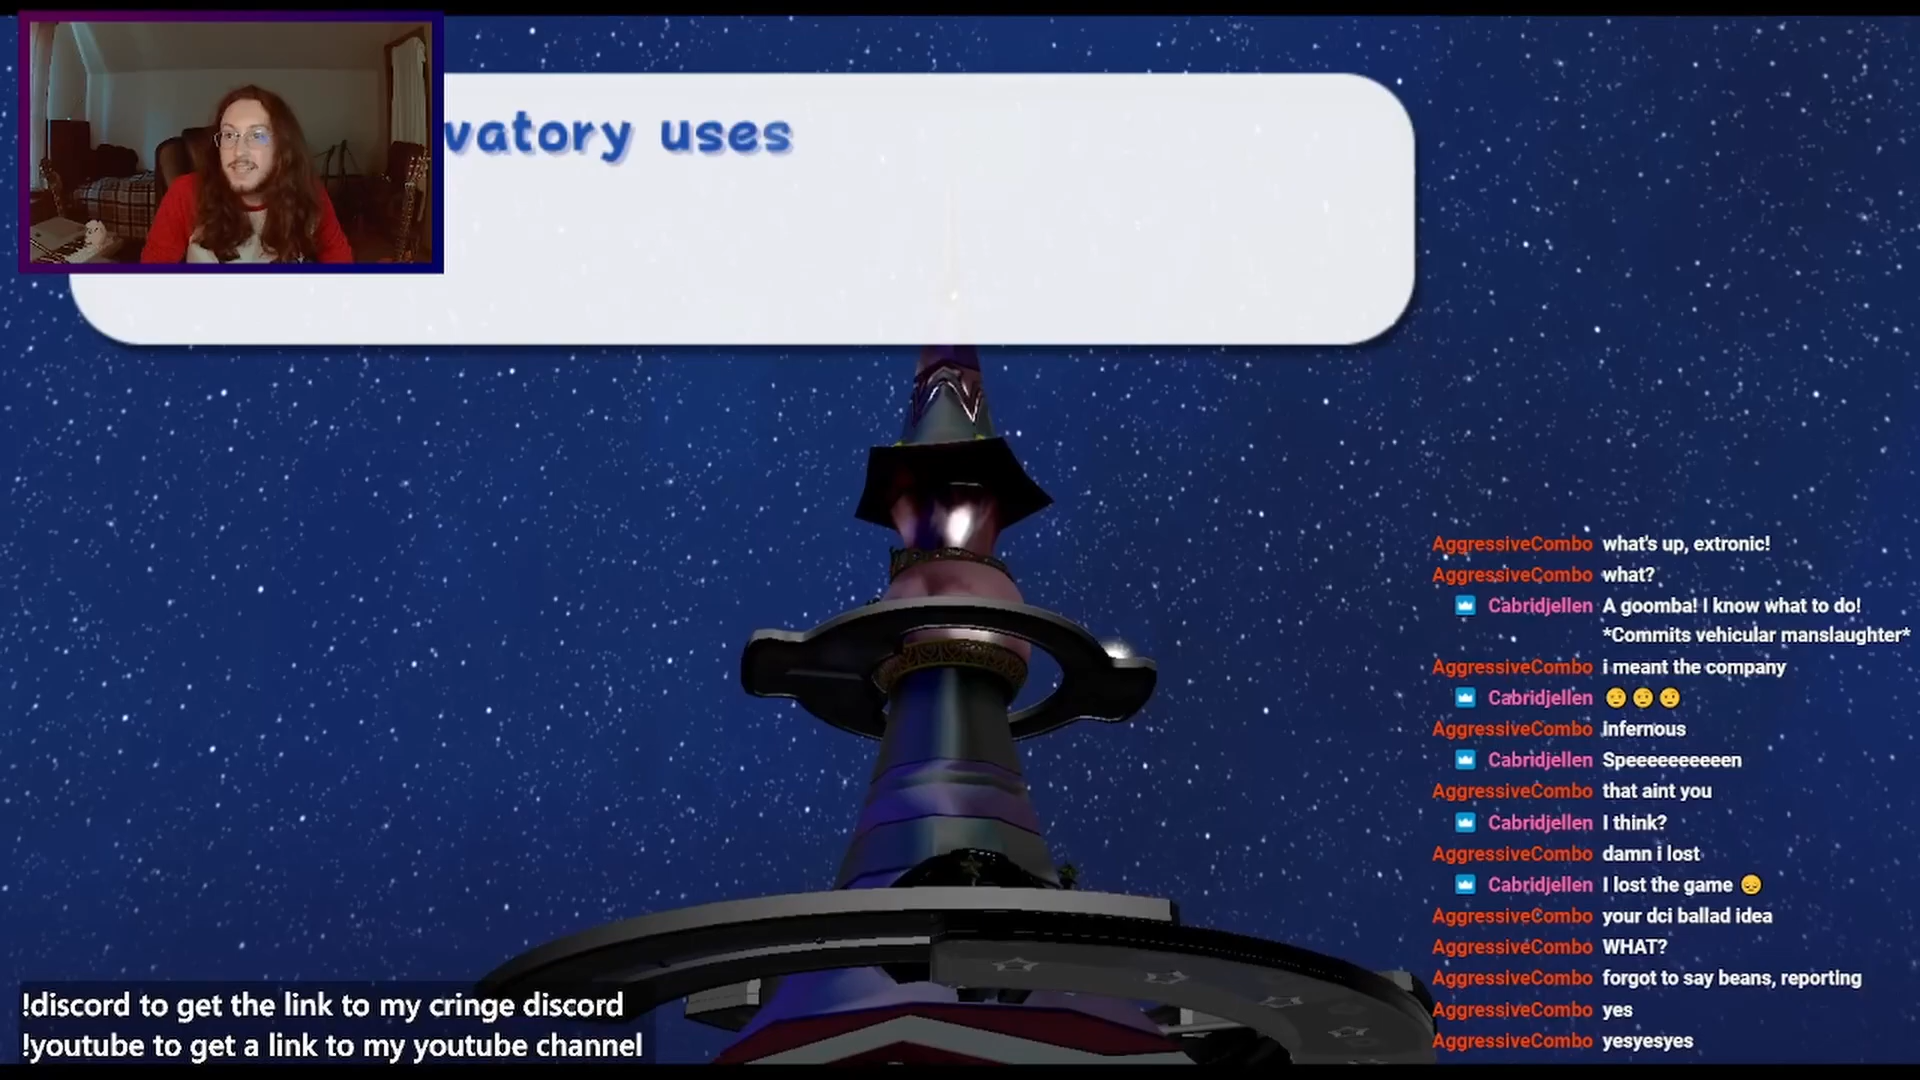 vatory uses
AggressiveCombo what's up, extronic!
AggressiveCombo what?
Cabridjellen A goomba! I know what to do!
*Commits vehicular manslaughter*
AggressiveCombo i meant the company
Cabridjellen 🙂 🙂 🙂
AggressiveCombo infernous
Cabridjellen Speeeeeeeeeen
AggressiveCombo that aint you
Cabridjellen I think?
AggressiveCombo damn i lost
Cabridjellen I lost the game 😔
AggressiveCombo your dci ballad idea
AggressiveCombo WHAT?
AggressiveCombo forgot to say beans, reporting
AggressiveCombo yes
AggressiveCombo yesyesyes
!discord to get the link to my cringe discord
!youtube to get a link to my youtube channel